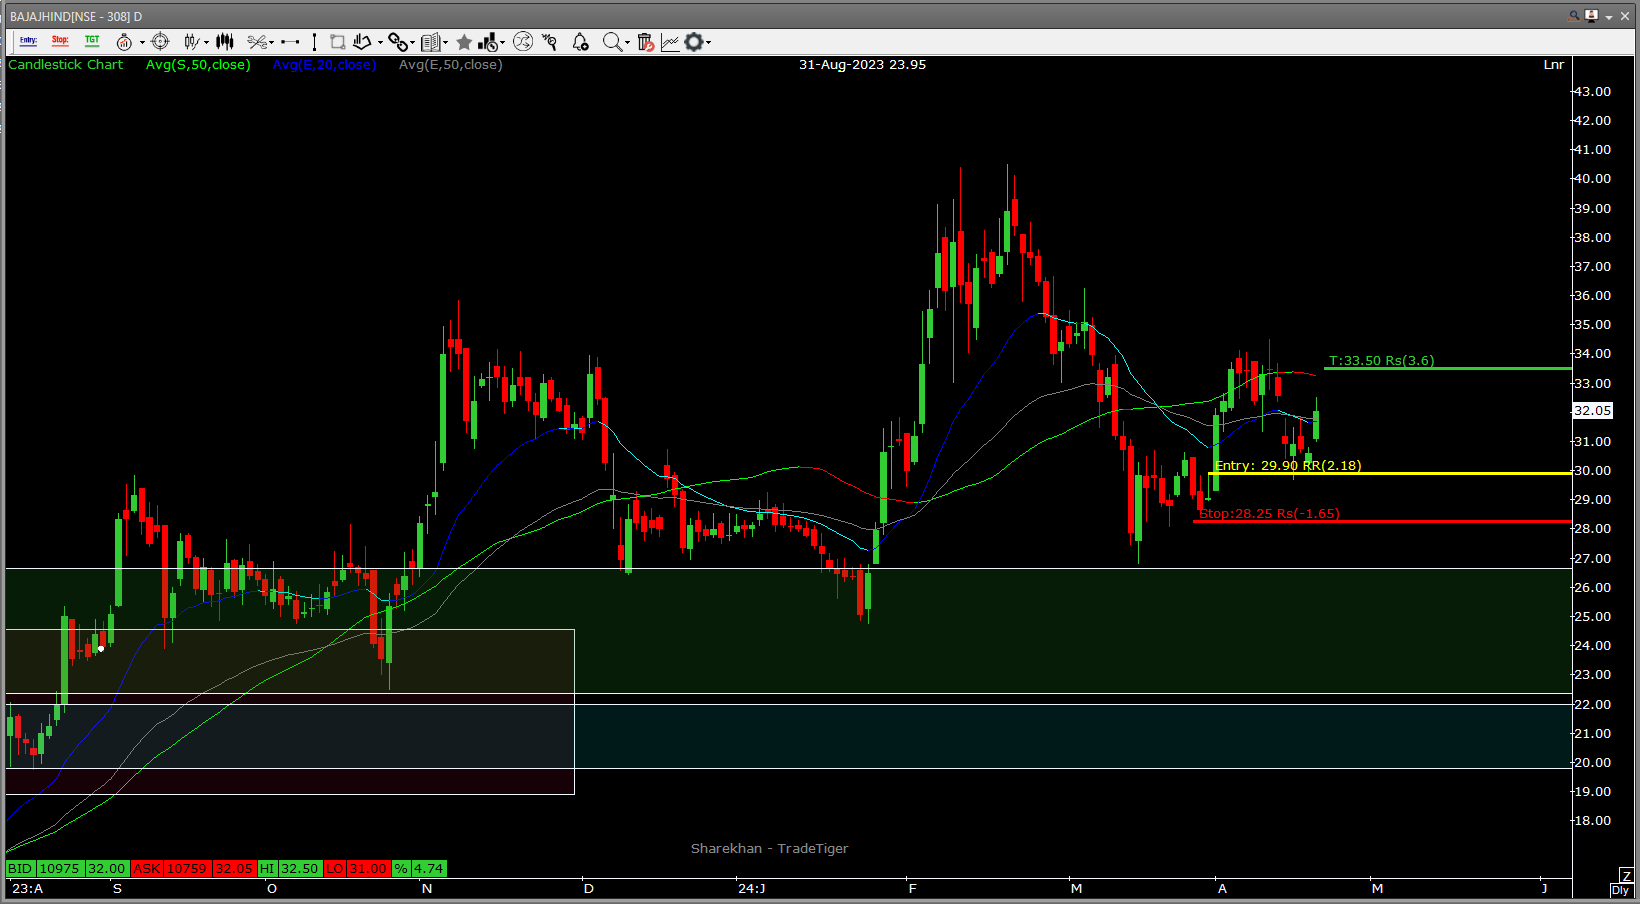 BAJAJHIND[NSE - 308] D
Entry: Stop: TGT
Candlestick Chart Avg(S,50,close) Avg(E,20,close) Avg(E,50,close) 31-Aug-2023 23.95 Lnr
43.00
42.00
41.00
40.00
39.00
38.00
37.00
36.00
35.00
34.00
T:33.50 Rs(3.6)
33.00
32.05
31.00
Entry: 29.90 RR(2.18)
30.00
29.00
Stop:28.25 Rs(-1.65)
28.00
27.00
26.00
25.00
24.00
23.00
22.00
21.00
20.00
19.00
18.00
Sharekhan - TradeTiger
BID 10975 32.00 ASK 10759 32.05 HI 32.50 LO 31.00 % 4.74
Z
23:A S O N D 24:J F M A M J Dly